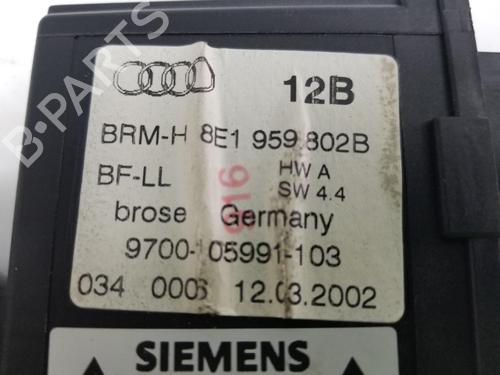 12B
BRM-H 8E1 959 802B
BF-LL HW A
SW 4.4
brose Germany
916
9700-05991-103
034 0006 12.03.2002
SIEMENS